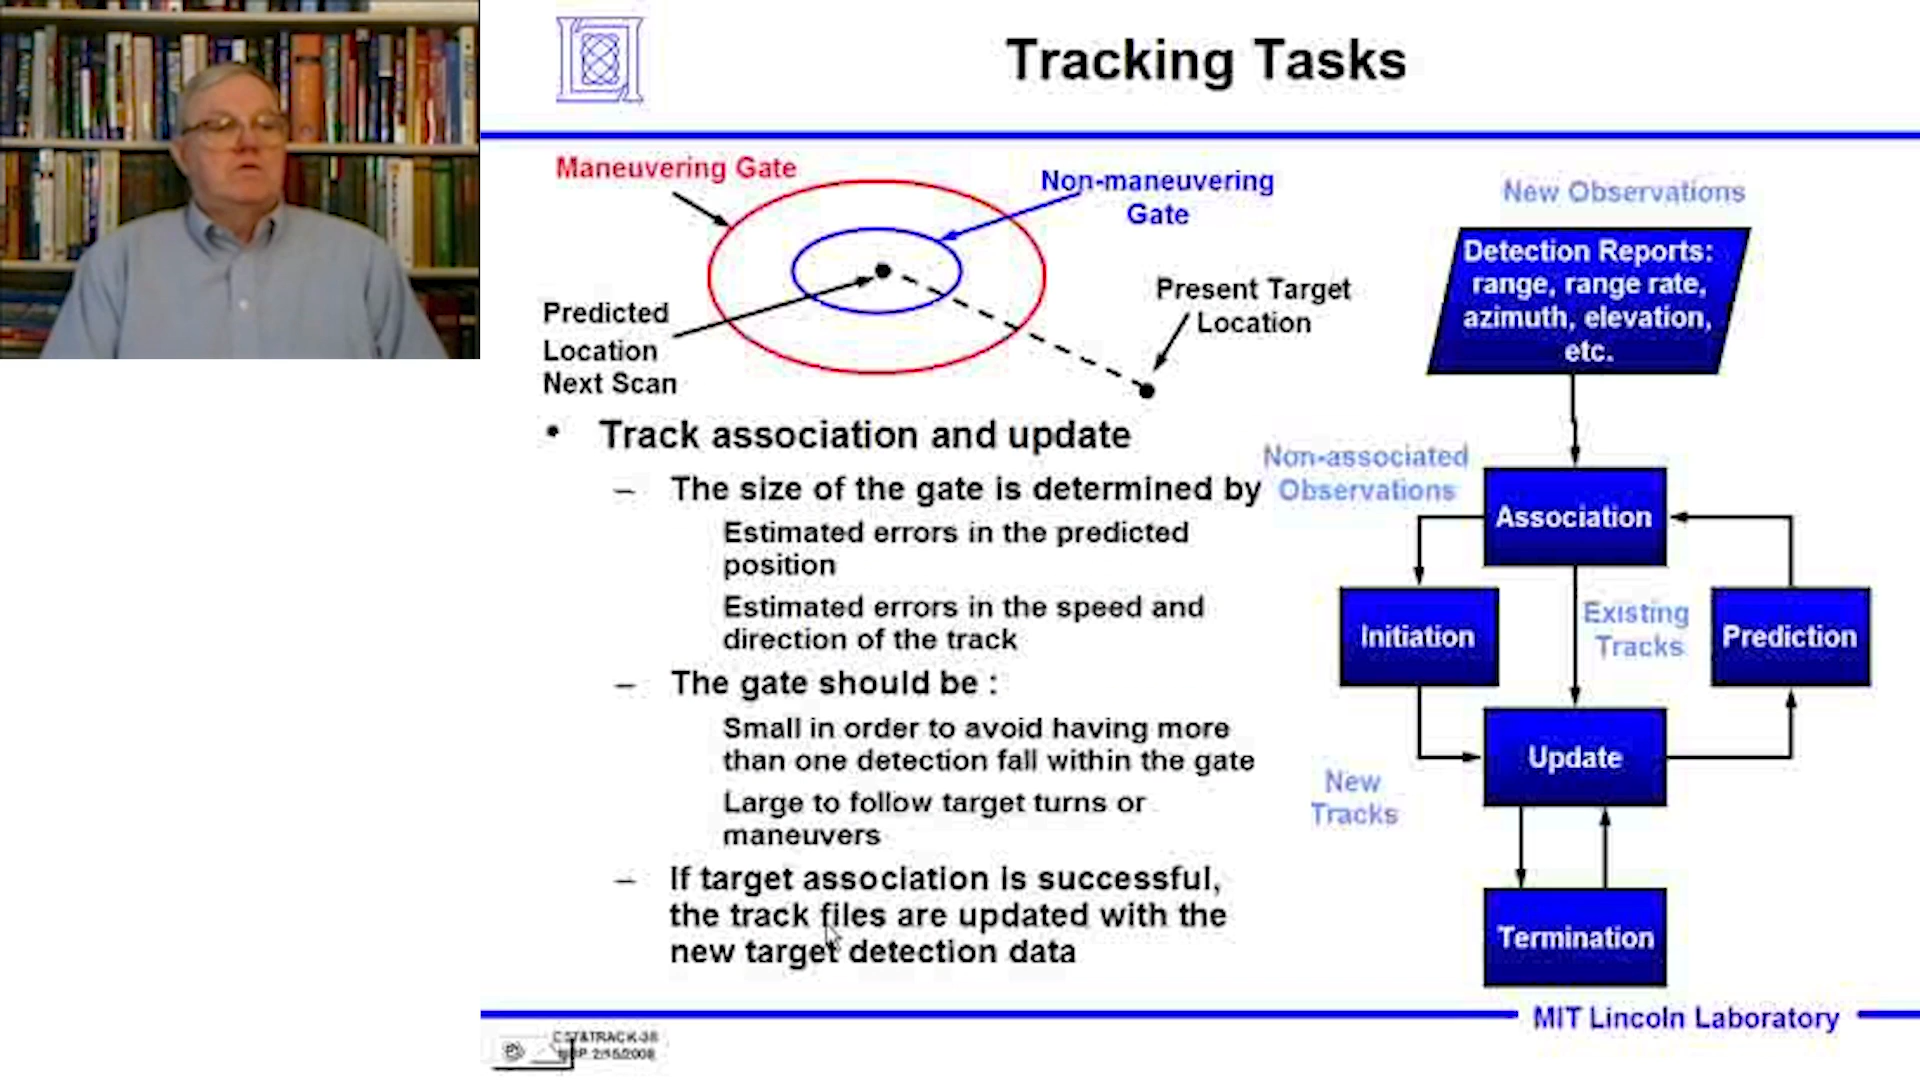 Tracking Tasks
Maneuvering Gate
Non-maneuvering
Gate
Predicted
Location
Next Scan
Present Target
Location
• Track association and update
– The size of the gate is determined by
Estimated errors in the predicted
position
Estimated errors in the speed and
direction of the track
– The gate should be :
Small in order to avoid having more
than one detection fall within the gate
Large to follow target turns or
maneuvers
– If target association is successful,
the track files are updated with the
new target detection data
New Observations
Detection Reports:
range, range rate,
azimuth, elevation,
etc.
Non-associated
Observations
Association
Initiation
Existing
Tracks
Prediction
Update
New
Tracks
Termination
MIT Lincoln Laboratory
2/15/2008